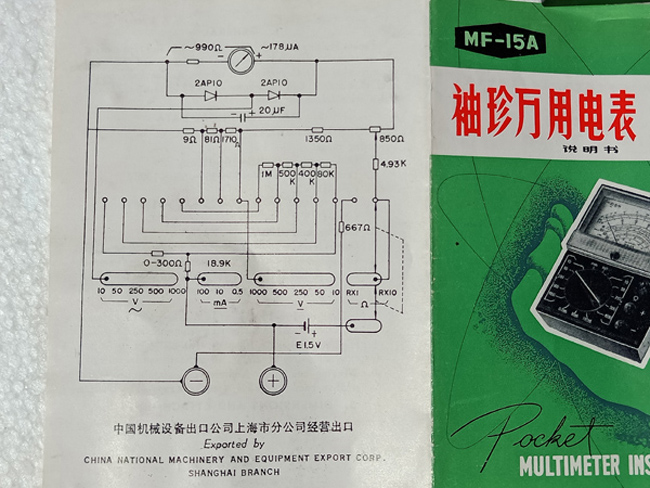 ~990Ω ~178μA
- +
2AP10 2AP10
20μF
9Ω 81Ω 1710Ω 1350Ω 850Ω
4.93K
1M 500K 400K 80K
667Ω
0-300Ω 18.9K
10 50 250 500 1000 100 10 0.5 1000 500 250 50 10 RX1 RX10
V mA V Ω
~
- +
E1.5V
- +
中国机械设备出口公司上海市分公司经营出口
Exported by
CHINA NATIONAL MACHINERY AND EQUIPMENT EXPORT CORP.
SHANGHAI BRANCH
MF-15A
袖珍万用电表
说明书
Pocket
MULTIMETER INS